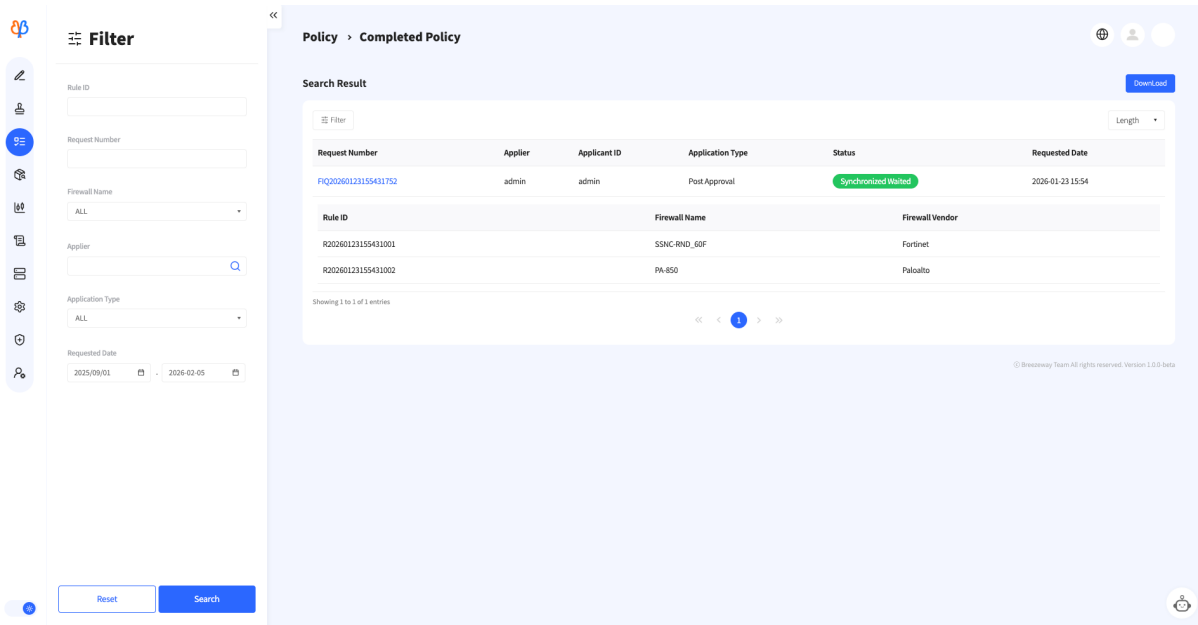 Filter
Rule ID
Request Number
Firewall Name
ALL
Applier
Application Type
ALL
Requested Date
2025/09/01 - 2026-02-05
Reset Search
Policy > Completed Policy
Search Result
DownLoad
Filter
Length
Request Number Applier Applicant ID Application Type Status Requested Date
FIQ20260123155431752 admin admin Post Approval Synchronized Waited 2026-01-23 15:54
Rule ID Firewall Name Firewall Vendor
R20260123155431001 SSNC-RND_60F Fortinet
R20260123155431002 PA-850 Paloalto
Showing 1 to 1 of 1 entries
« < 1 > »
ⓒ Breezeway Team All rights reserved. Version 1.0.0-beta